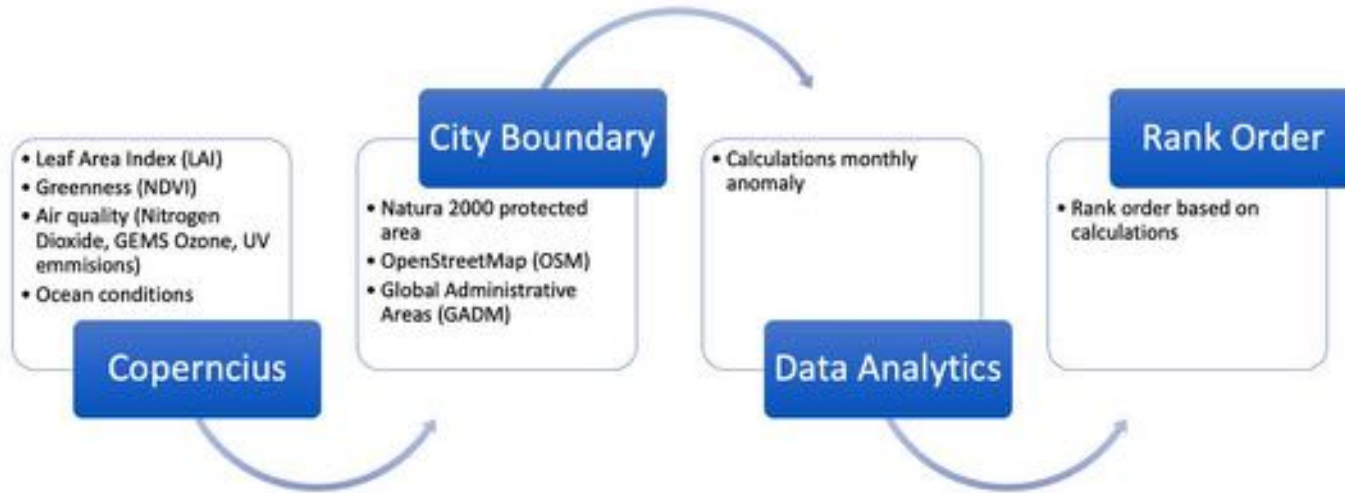 • Leaf Area Index (LAI)
• Greenness (NDVI)
• Air quality (Nitrogen
Dioxide, GEMS Ozone, UV
emmisions)
• Ocean conditions
Coperncius
City Boundary
• Natura 2000 protected
area
• OpenStreetMap (OSM)
• Global Administrative
Areas (GADM)
• Calculations monthly
anomaly
Data Analytics
Rank Order
• Rank order based on
calculations